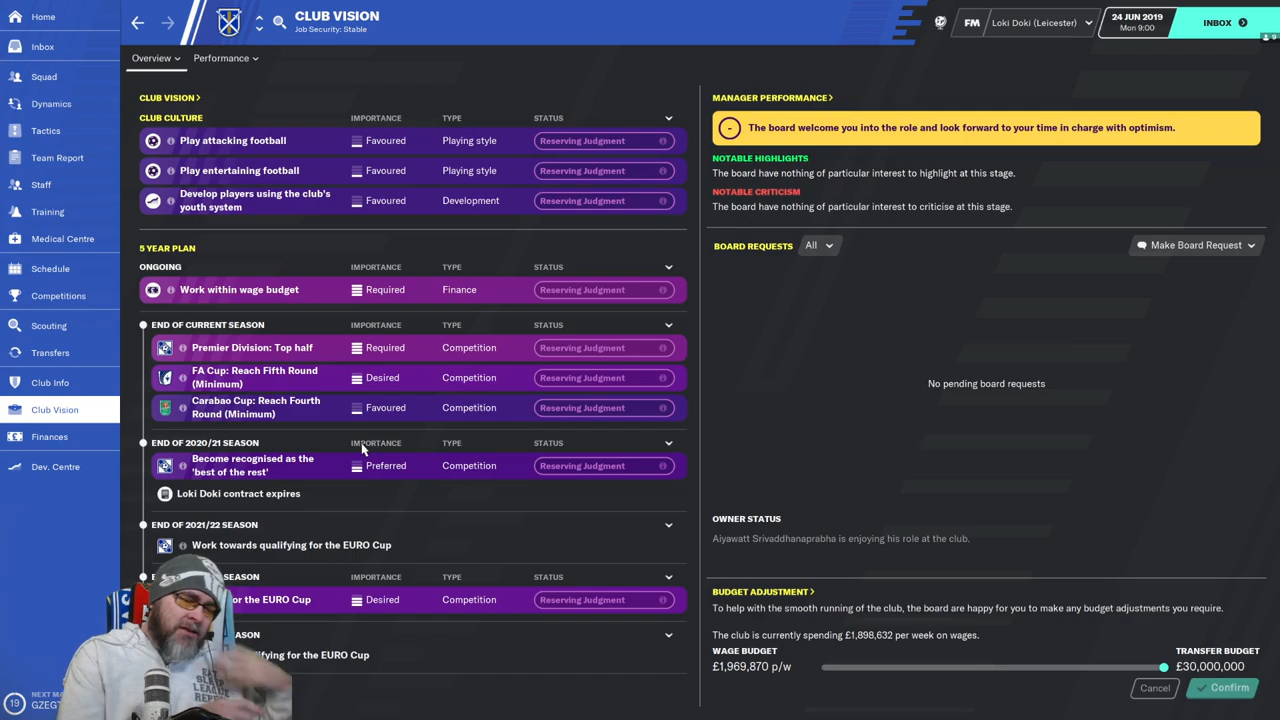 Home
Inbox
Squad
Dynamics
Tactics
Team Report
Staff
Training
Medical Centre
Schedule
Competitions
Scouting
Transfers
Club Info
Club Vision
Finances
Dev. Centre
19
NEXT MA
GZEGT
CLUB VISION
Job Security: Stable
FM
Loki Doki (Leicester)
24 JUN 2019
Mon 9:00
INBOX
9
Overview
Performance
CLUB VISION >
CLUB CULTURE IMPORTANCE TYPE STATUS
Play attacking football Favoured Playing style Reserving Judgment
Play entertaining football Favoured Playing style Reserving Judgment
Develop players using the club's
youth system Favoured Development Reserving Judgment
5 YEAR PLAN
ONGOING IMPORTANCE TYPE STATUS
Work within wage budget Required Finance Reserving Judgment
END OF CURRENT SEASON IMPORTANCE TYPE STATUS
Premier Division: Top half Required Competition Reserving Judgment
FA Cup: Reach Fifth Round
(Minimum) Desired Competition Reserving Judgment
Carabao Cup: Reach Fourth
Round (Minimum) Favoured Competition Reserving Judgment
END OF 2020/21 SEASON IMPORTANCE TYPE STATUS
Become recognised as the
'best of the rest' Preferred Competition Reserving Judgment
Loki Doki contract expires
END OF 2021/22 SEASON
Work towards qualifying for the EURO Cup
SEASON IMPORTANCE TYPE STATUS
or the EURO Cup Desired Competition Reserving Judgment
ASON
lifying for the EURO Cup
EAT
SLEEP
LEAGUE
REPE
MANAGER PERFORMANCE >
- The board welcome you into the role and look forward to your time in charge with optimism.
NOTABLE HIGHLIGHTS
The board have nothing of particular interest to highlight at this stage.
NOTABLE CRITICISM
The board have nothing of particular interest to criticise at this stage.
BOARD REQUESTS All Make Board Request
No pending board requests
OWNER STATUS
Aiyawatt Srivaddhanaprabha is enjoying his role at the club.
BUDGET ADJUSTMENT >
To help with the smooth running of the club, the board are happy for you to make any budget adjustments you require.
The club is currently spending £1,898,632 per week on wages.
WAGE BUDGET TRANSFER BUDGET
£1,969,870 p/w £30,000,000
Cancel Confirm